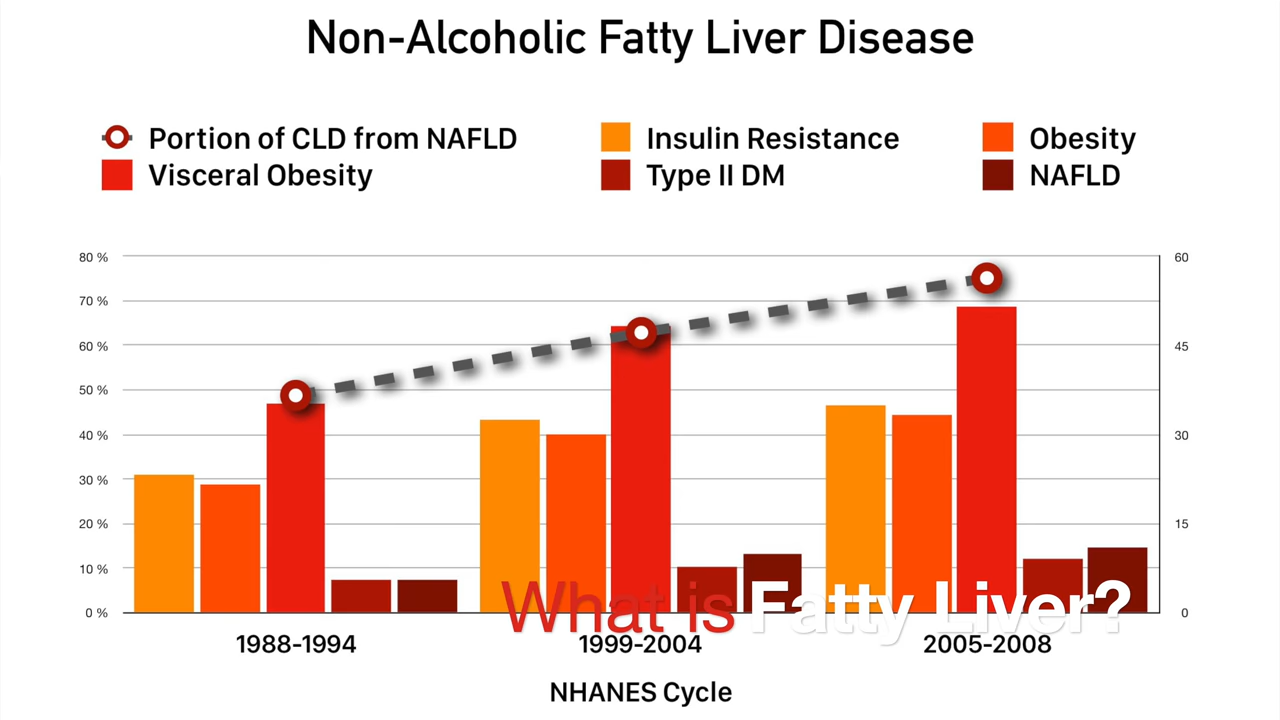 Non-Alcoholic Fatty Liver Disease
Portion of CLD from NAFLD
Insulin Resistance
Obesity
Visceral Obesity
Type II DM
NAFLD
80 %
70 %
60 %
50 %
40 %
30 %
20 %
10 %
0 %
60
45
30
15
0
What is Fatty Liver?
1988-1994
1999-2004
2005-2008
NHANES Cycle